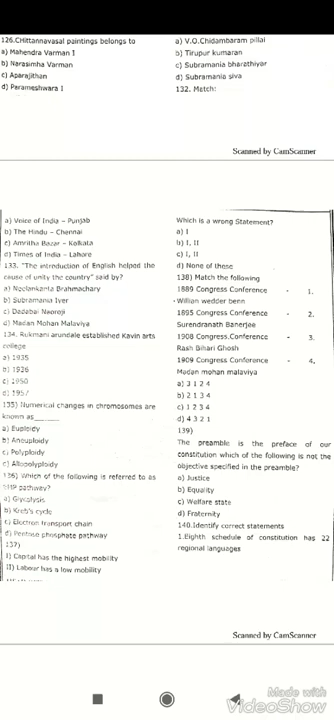 126.Chittannavasal paintings belongs to
a) Mahendra Varman I
b) Narasimha Varman
c) Aparajithan
d) Parameshwara I
a) V.O.Chidambaram pillai
b) Tirupur kumaran
c) Subramania bharathiyar
d) Subramania siva
132. Match:
Scanned by CamScanner
a) Voice of India – Punjab
b) The Hindu – Chennai
c) Amritha Bazar – Kolkata
d) Times of India – Lahore
133. "The introduction of English helped the
cause of unity the country" said by?
a) Neelankanta Brahmachary
b) Subramania Iyer
c) Dadabai Naoroji
d) Madan Mohan Malaviya
134. Rukmani arundale established Kavin arts
college
a) 1935
b) 1936
c) 1950
d) 1957
135) Numerical changes in chromosomes are
known as______
a) Euploidy
b) Aneuploidy
c) Polyploidy
d) Allopolyploidy
136) Which of the following is referred to as
HMP pathway?
a) Glycolysis
b) Kreb's cycle
c) Electron transport chain
d) Pentose phosphate pathway
137)
I) Capital has the highest mobility
II) Labour has a low mobility
Which is a wrong Statement?
a) I
b) I, II
c) I, II
d) None of these
138) Match the following
1889 Congress Conference - 1.
- Willian wedder benn
1895 Congress Conference - 2.
Surendranath Banerjee
1908 Congress.Conference - 3.
Rash Bihari Ghosh
1909 Congress Conference - 4.
Madan mohan malaviya
a) 3 1 2 4
b) 2 1 3 4
c) 1 2 3 4
d) 4 3 2 1
139)
The preamble is the preface of our
constitution which of the following is not the
objective specified in the preamble?
a) Justice
b) Equality
c) Welfare state
d) Fraternity
140.Identify correct statements
1.Eighth schedule of constitution has 22
regional languages
Scanned by CamScanner
Made with
VideoShow